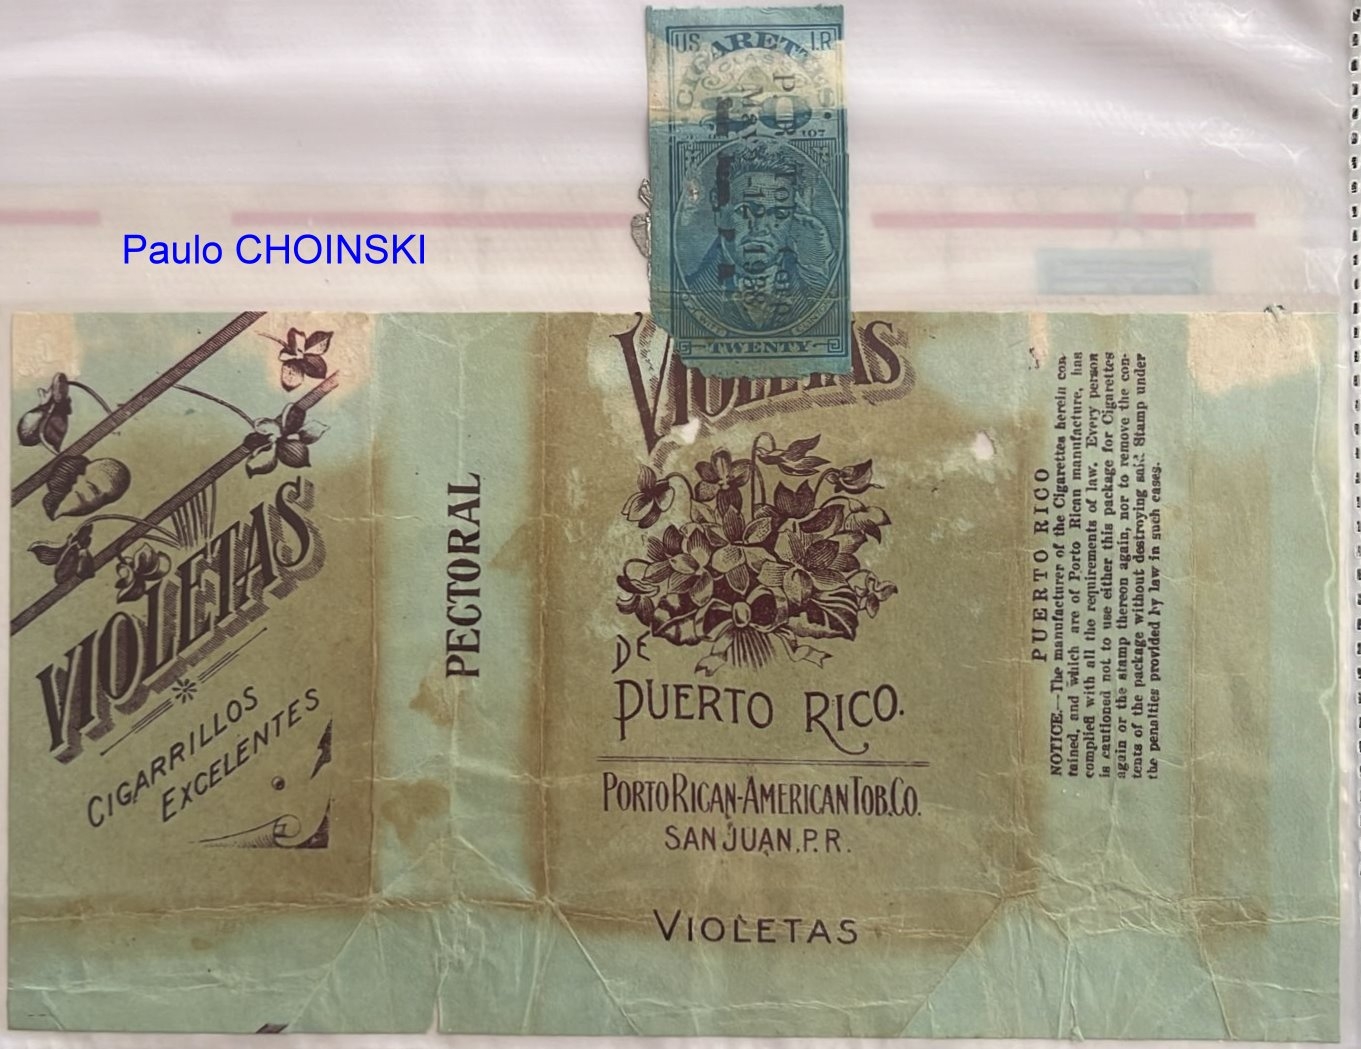 US I.R
CIGARETTES.
107
TWENTY
Paulo CHOINSKI
VIOLETAS
CIGARRILLOS
EXCELENTES
PECTORAL
VIOLETAS
DE
PUERTO RICO.
PORTO RICAN-AMERICAN TOB. CO.
SAN JUAN, P. R.
VIOLETAS
PUERTO RICO
NOTICE.—The manufacturer of the Cigarettes herein con
tained, and which are of Porto Rican manufacture, has
complied with all the requirements of law. Every person
is cautioned not to use either this package for Cigarettes
again or the stamp thereon again, nor to remove the con-
tents of the package without destroying said Stamp under
the penalties provided by law in such cases.